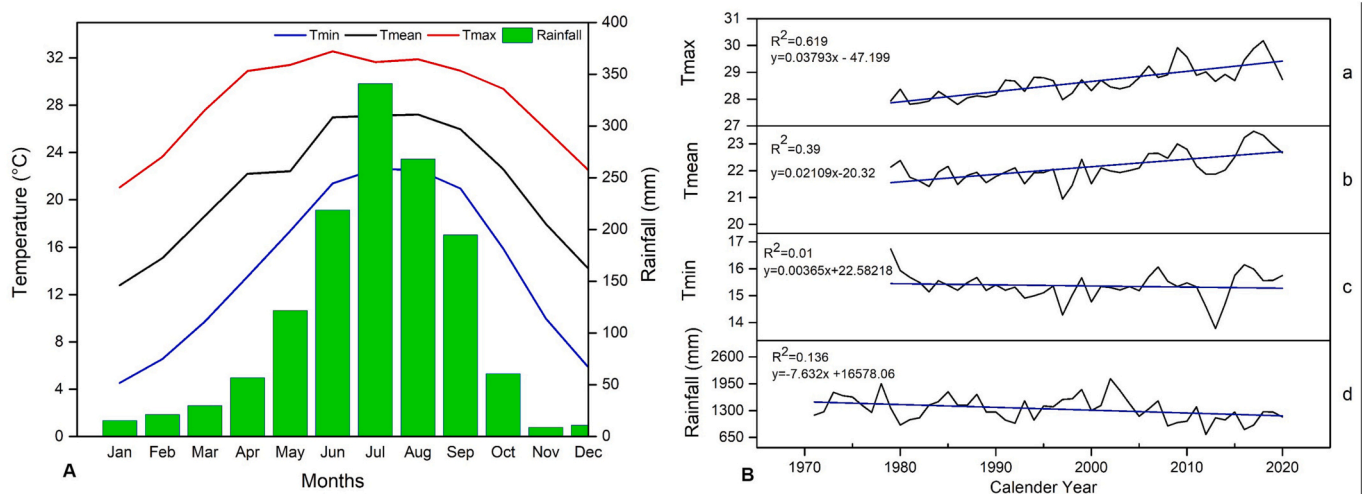 Tmin Tmean Tmax Rainfall
Temperature (°C)
32
28
24
20
16
12
8
4
0
400
350
300
250
200
150
100
50
0
Rainfall (mm)
Jan Feb Mar Apr May Jun Jul Aug Sep Oct Nov Dec
A
Months
Tmax
31
30
29
28
27
R2=0.619
y=0.03793x - 47.199
a
Tmean
23
22
21
20
R2=0.39
y=0.02109x-20.32
b
Tmin
17
16
15
14
R2=0.01
y=0.00365x+22.58218
c
Rainfall (mm)
2600
1950
1300
650
R2=0.136
y=-7.632x +16578.06
d
1970 1980 1990 2000 2010 2020
B
Calender Year